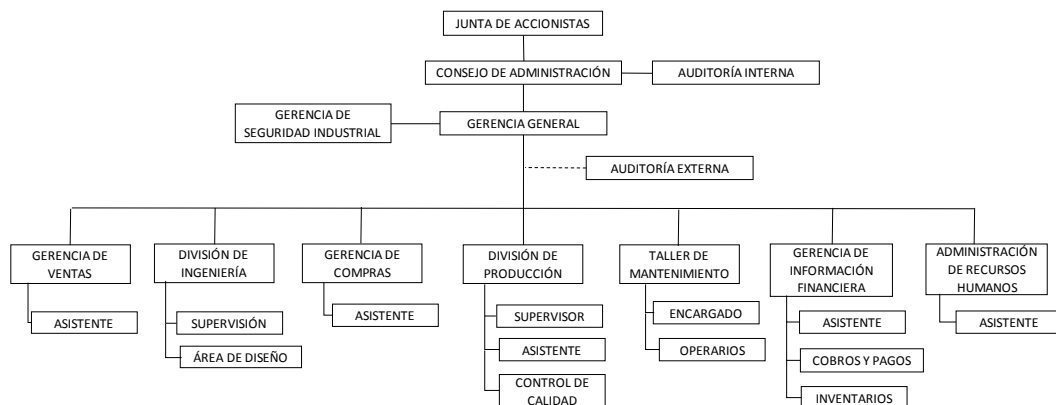 JUNTA DE ACCIONISTAS
CONSEJO DE ADMINISTRACIÓN
AUDITORÍA INTERNA
GERENCIA DE
SEGURIDAD INDUSTRIAL
GERENCIA GENERAL
AUDITORÍA EXTERNA
GERENCIA DE
VENTAS
ASISTENTE
DIVISIÓN DE
INGENIERÍA
SUPERVISIÓN
ÁREA DE DISEÑO
GERENCIA DE
COMPRAS
ASISTENTE
DIVISIÓN DE
PRODUCCIÓN
SUPERVISOR
ASISTENTE
CONTROL DE
CALIDAD
TALLER DE
MANTENIMIENTO
ENCARGADO
OPERARIOS
GERENCIA DE
INFORMACIÓN
FINANCIERA
ASISTENTE
COBROS Y PAGOS
INVENTARIOS
ADMINISTRACIÓN
DE RECURSOS
HUMANOS
ASISTENTE